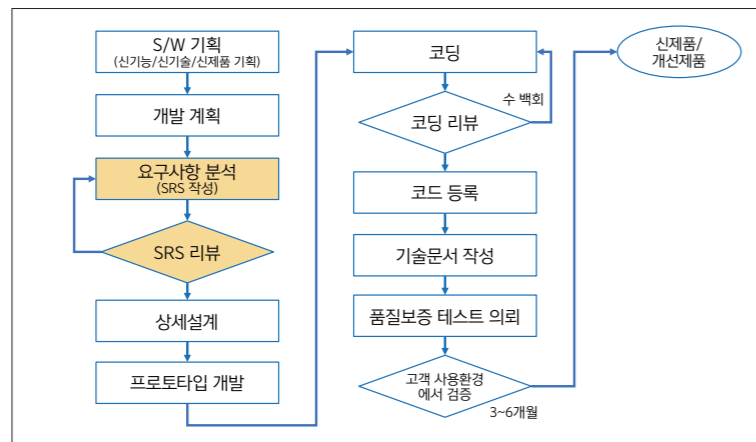 S/W 기획
(신기능/신기술/신제품 기획)
개발 계획
요구사항 분석
(SRS 작성)
SRS 리뷰
상세설계
프로토타입 개발
코딩
수 백회
코딩 리뷰
코드 등록
기술문서 작성
품질보증 테스트 의뢰
고객 사용환경
에서 검증
3~6개월
신제품/
개선제품